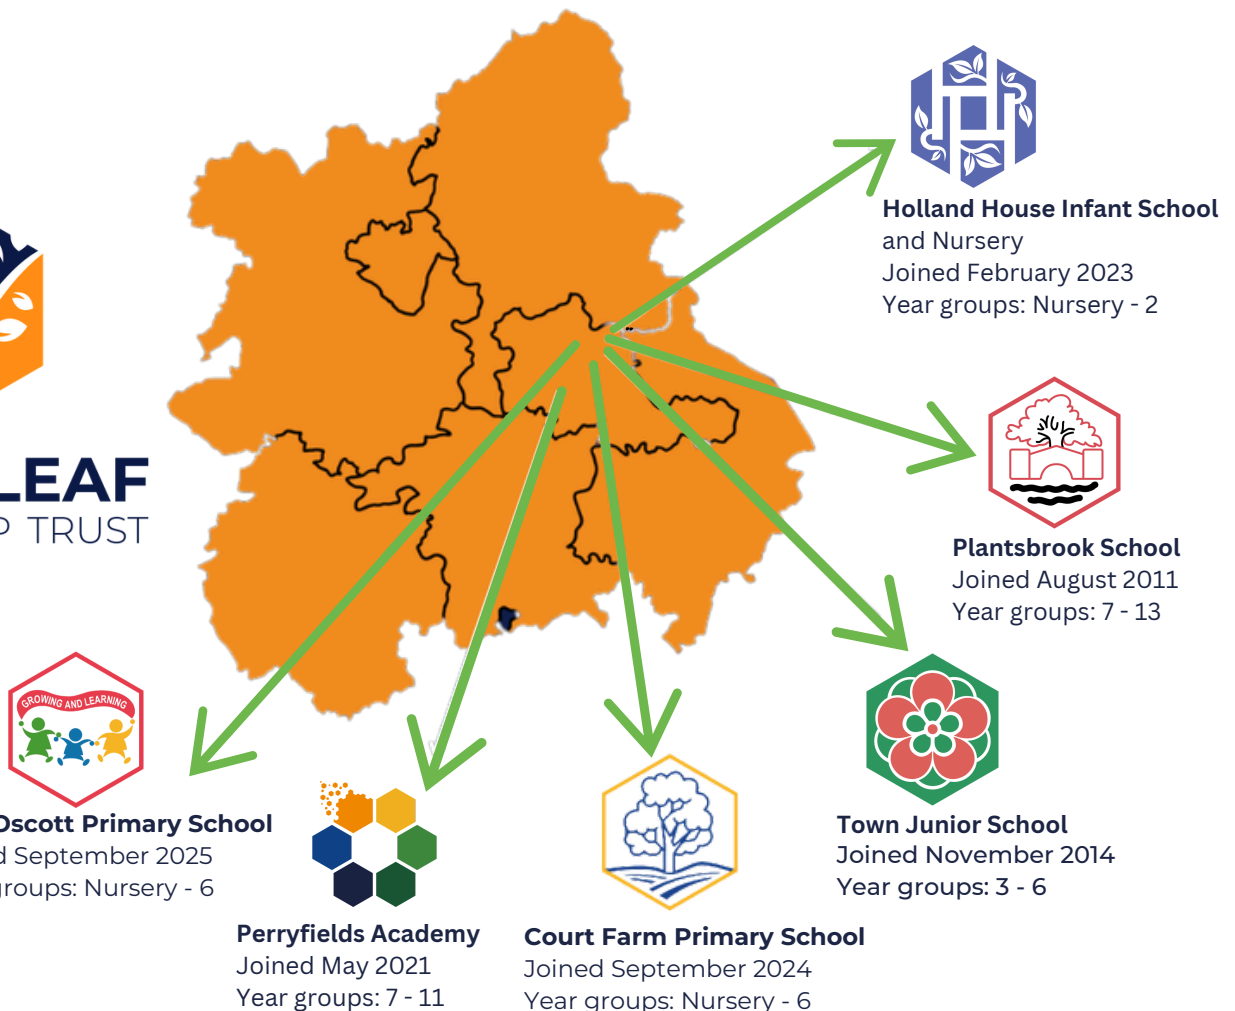 Holland House Infant School
and Nursery
Joined February 2023
Year groups: Nursery - 2
LEAF
TRUST
Plantsbrook School
Joined August 2011
Year groups: 7 - 13
GROWING AND LEARNING
Oscott Primary School
September 2025
groups: Nursery - 6
Perryfields Academy
Joined May 2021
Year groups: 7 - 11
Court Farm Primary School
Joined September 2024
Year groups: Nursery - 6
Town Junior School
Joined November 2014
Year groups: 3 - 6